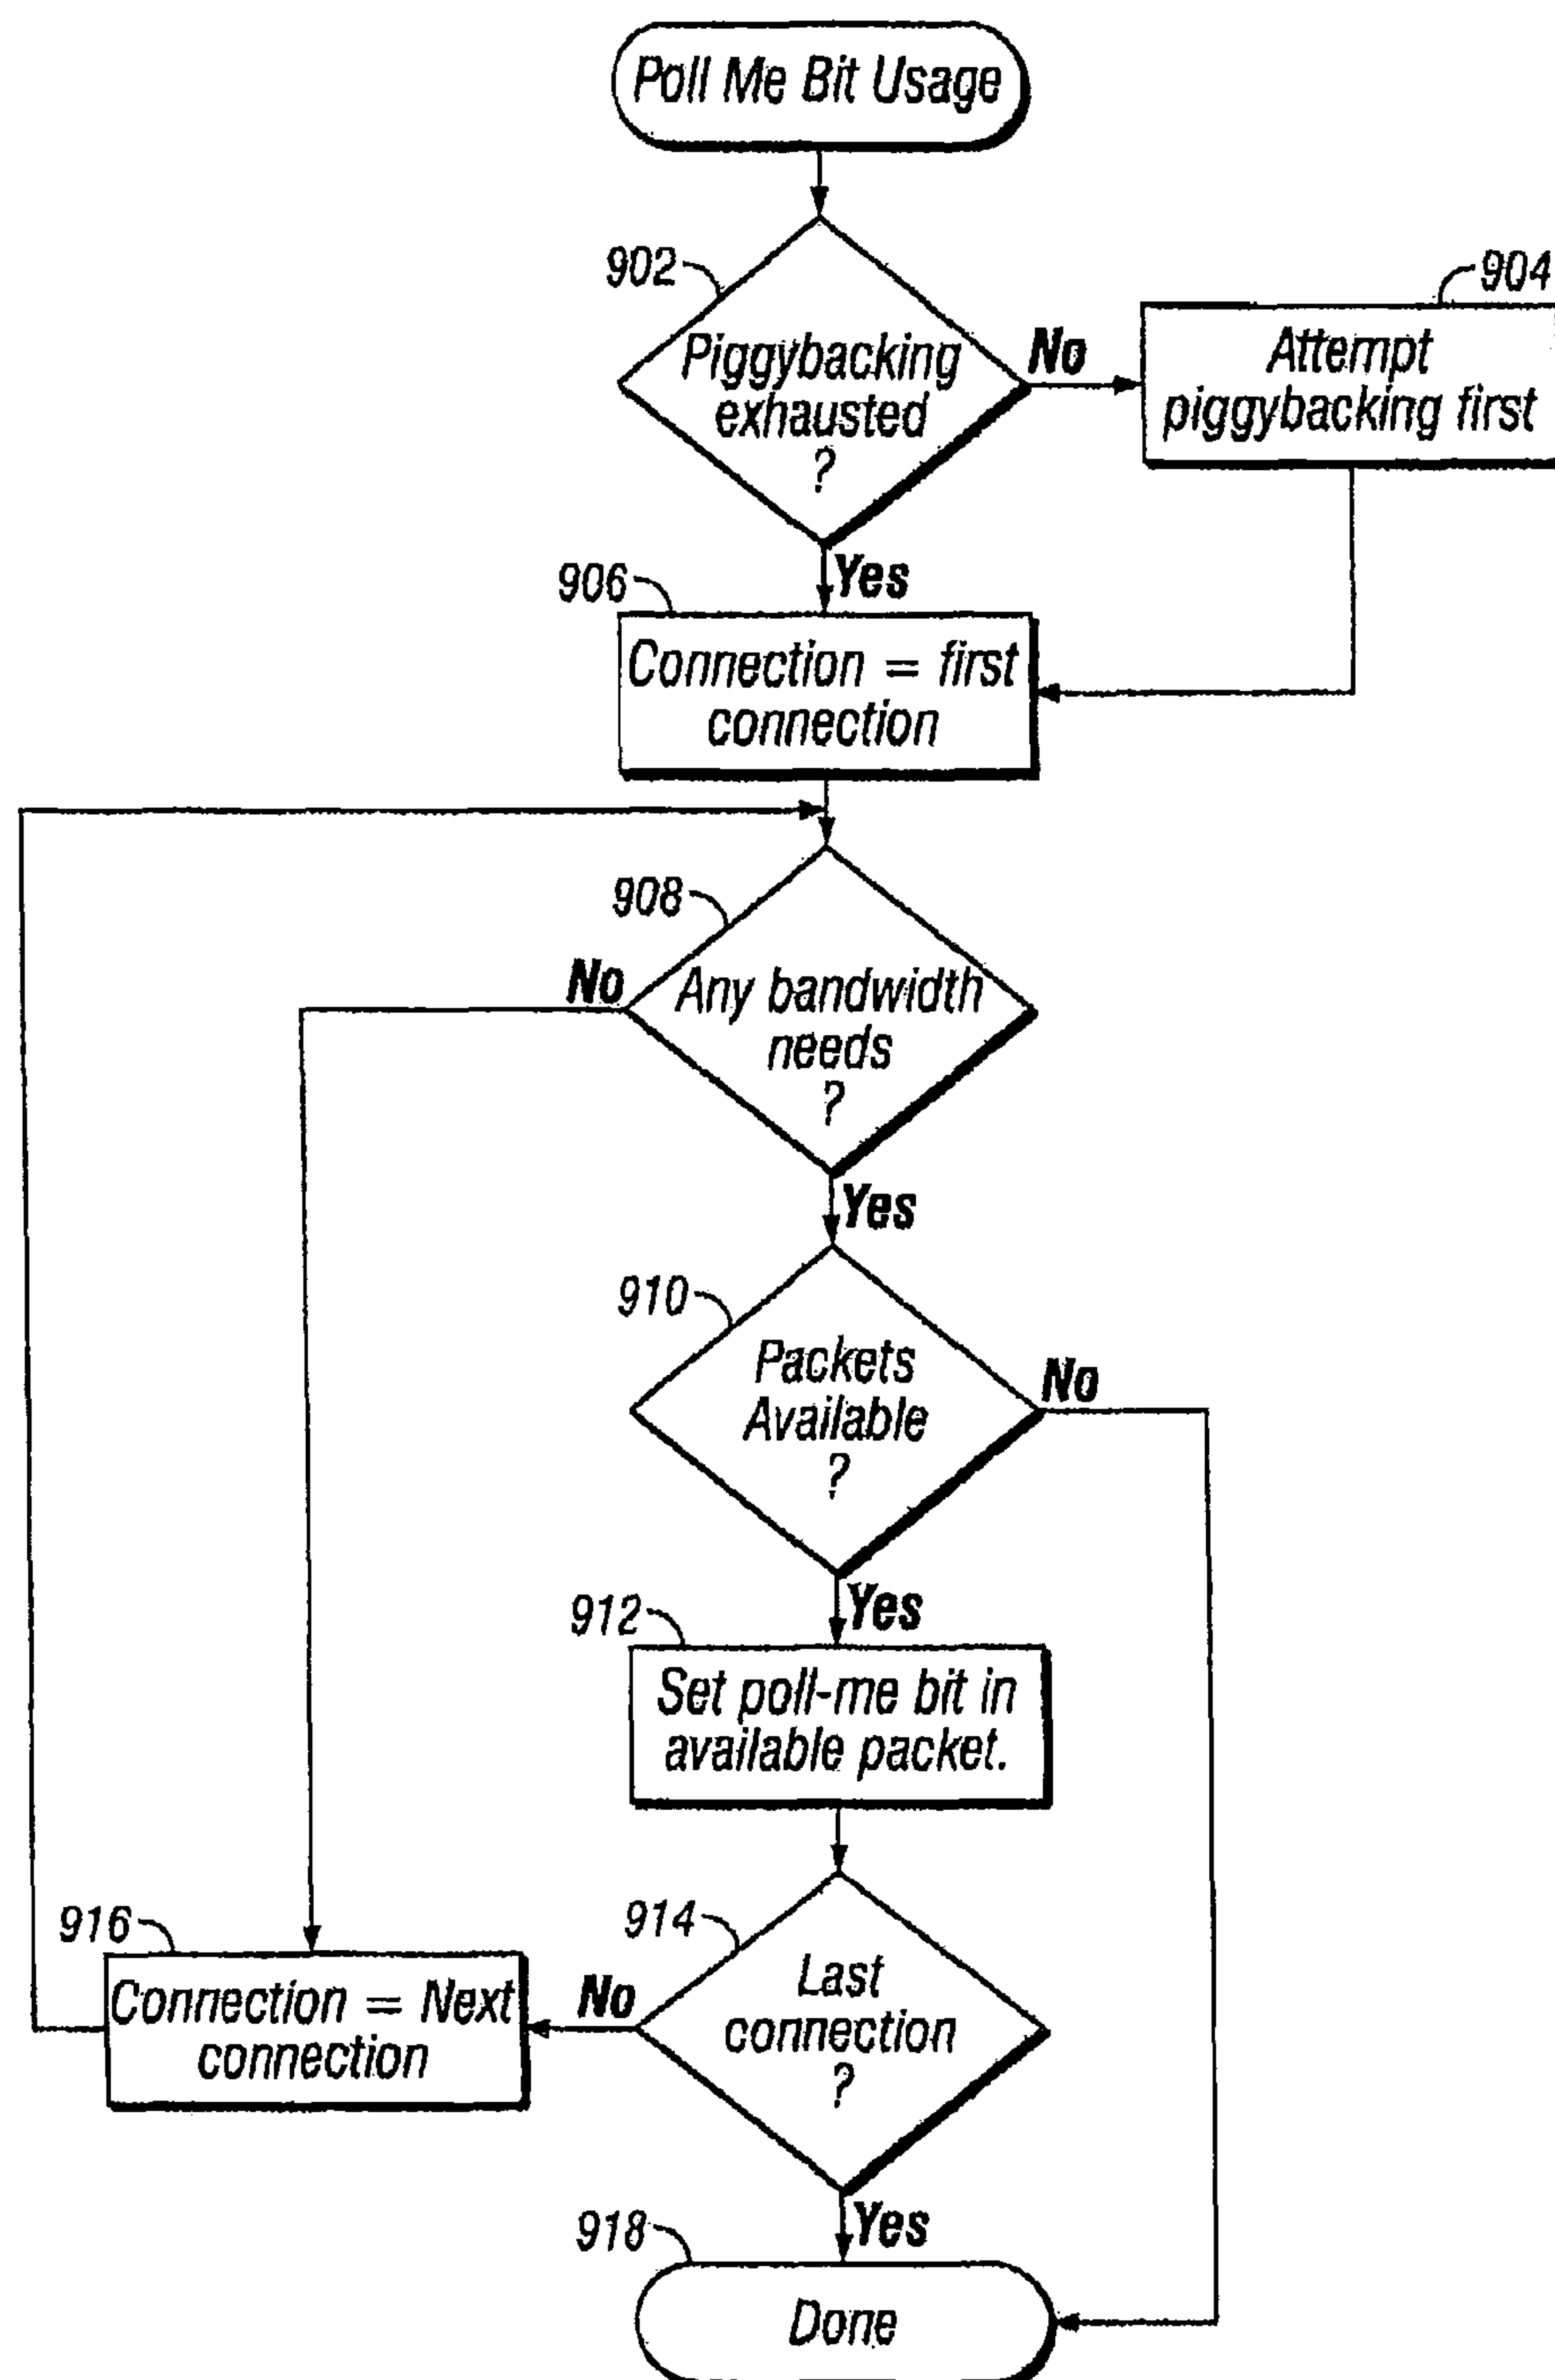 Poll Me Bit Usage
902
904
Piggybacking
exhausted
?
No
Attempt
piggybacking first
Yes
906
Connection = first
connection
908
No
Any bandwidth
needs
?
Yes
910
Packets
Available
?
No
Yes
912
Set poll-me bit in
available packet.
916
914
Connection = Next
connection
No
Last
connection
?
Yes
918
Done